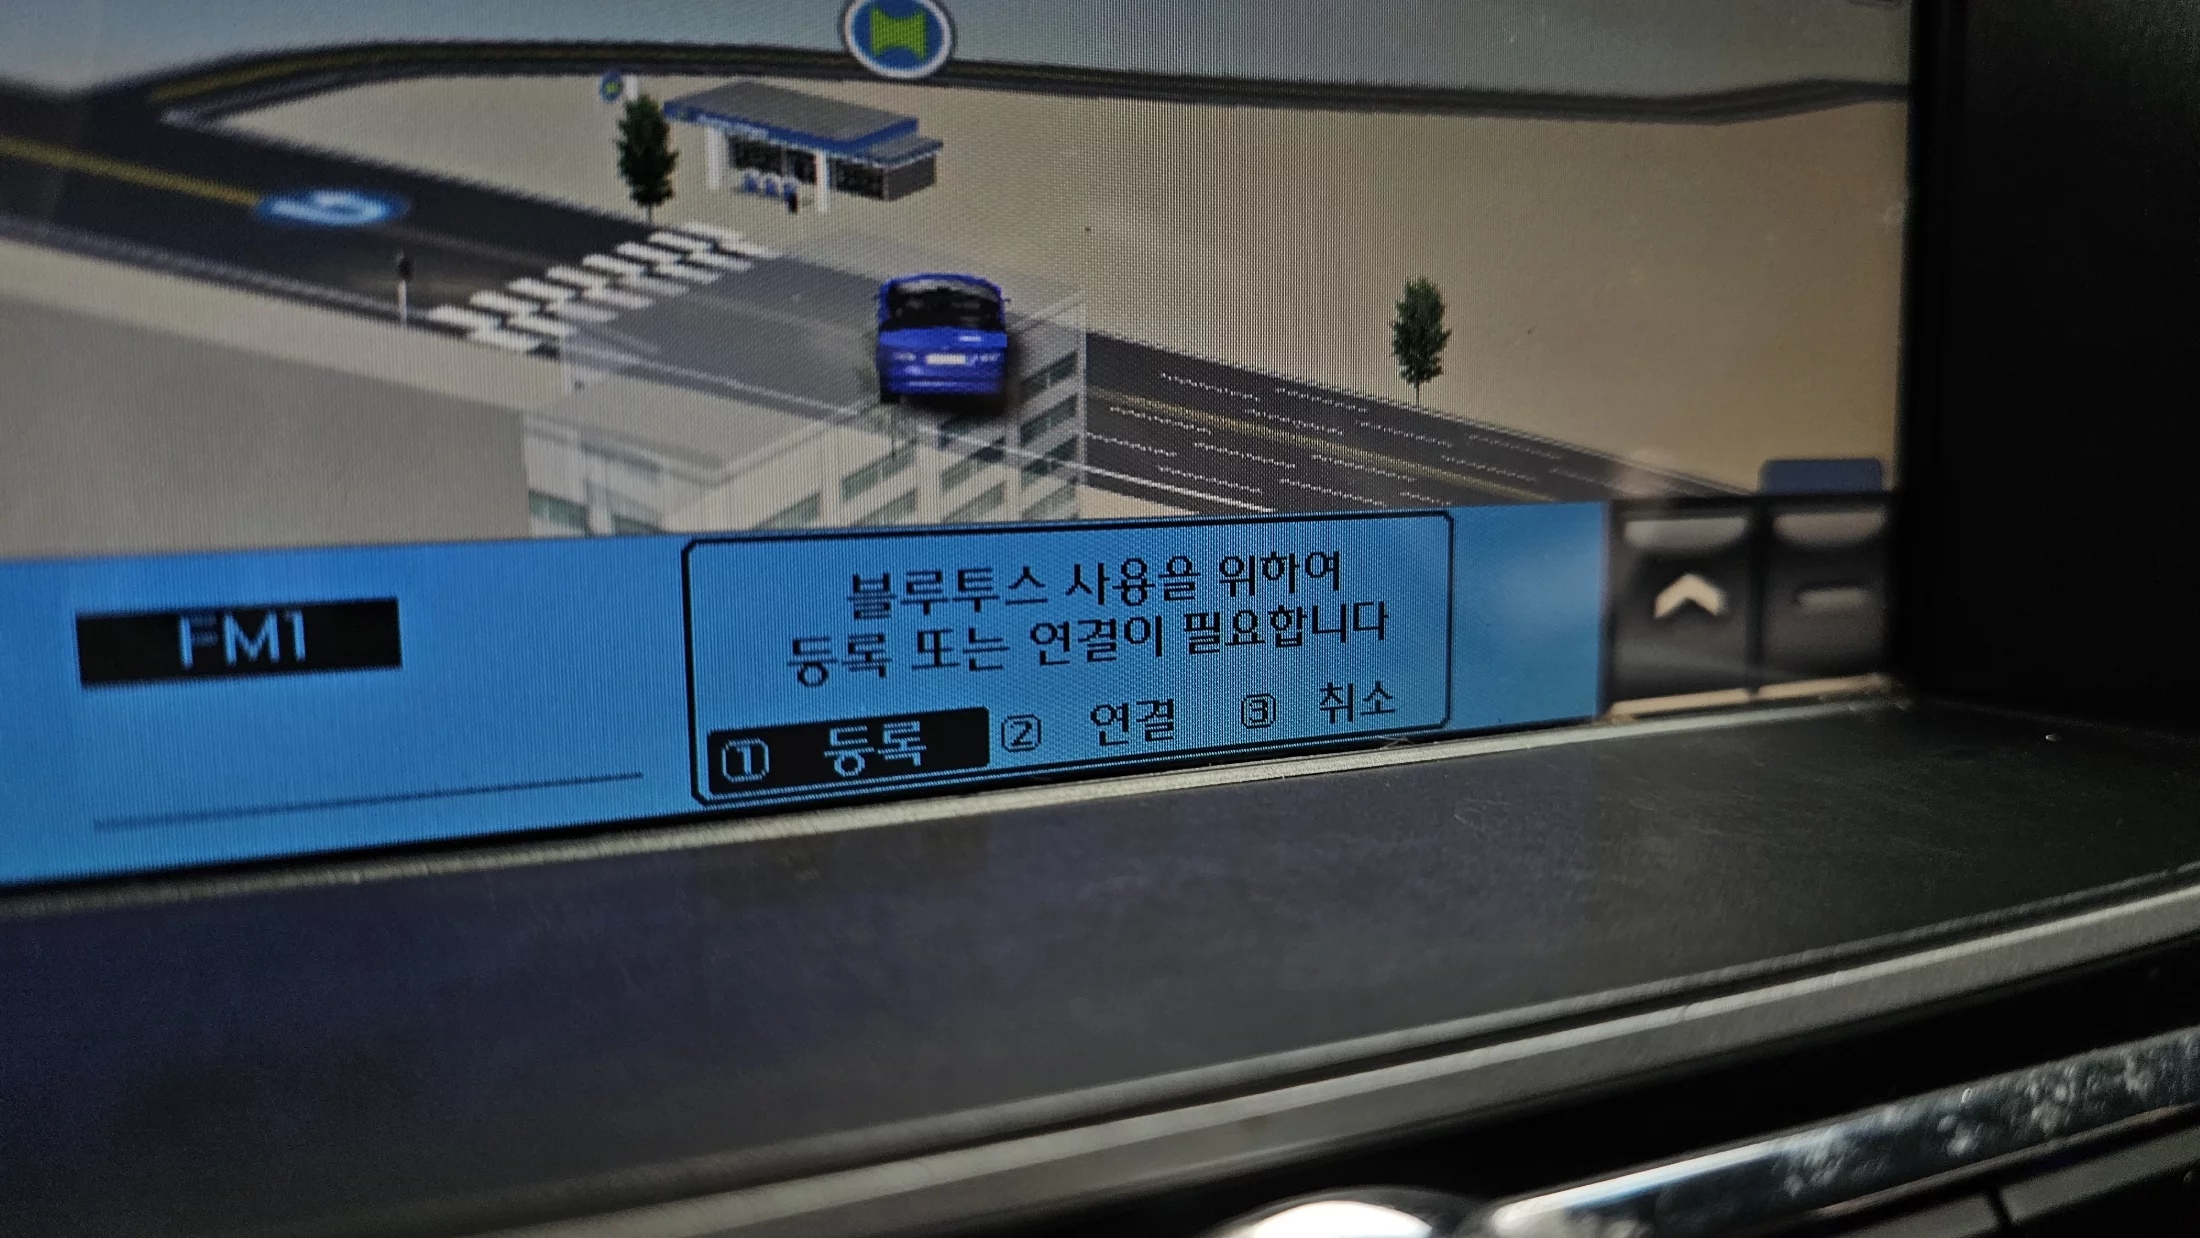 FM1
블루투스 사용을 위하여
등록 또는 연결이 필요합니다
① 등록 ② 연결 ③ 취소